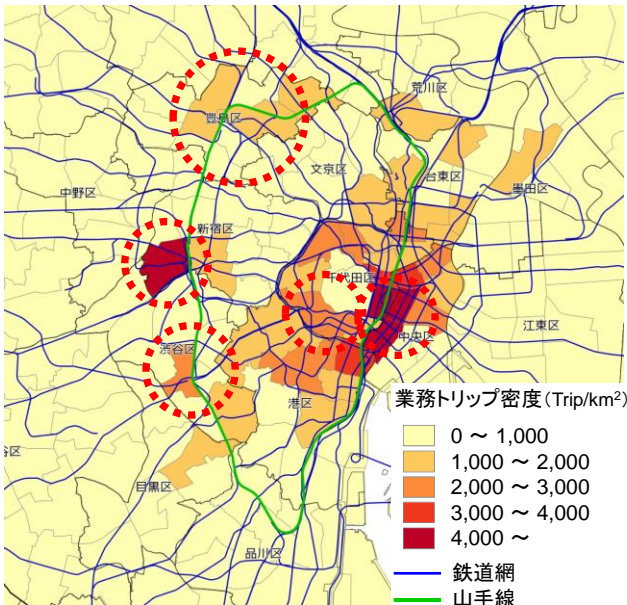 荒川区
豊島区
文京区
台東区
墨田区
中野区
新宿区
千代田区
江東区
中央区
渋谷区
港区
谷区
目黒区
品川区
業務トリップ密度(Trip/km²)
0 ~ 1,000
1,000 ~ 2,000
2,000 ~ 3,000
3,000 ~ 4,000
4,000 ~
鉄道網
山手線